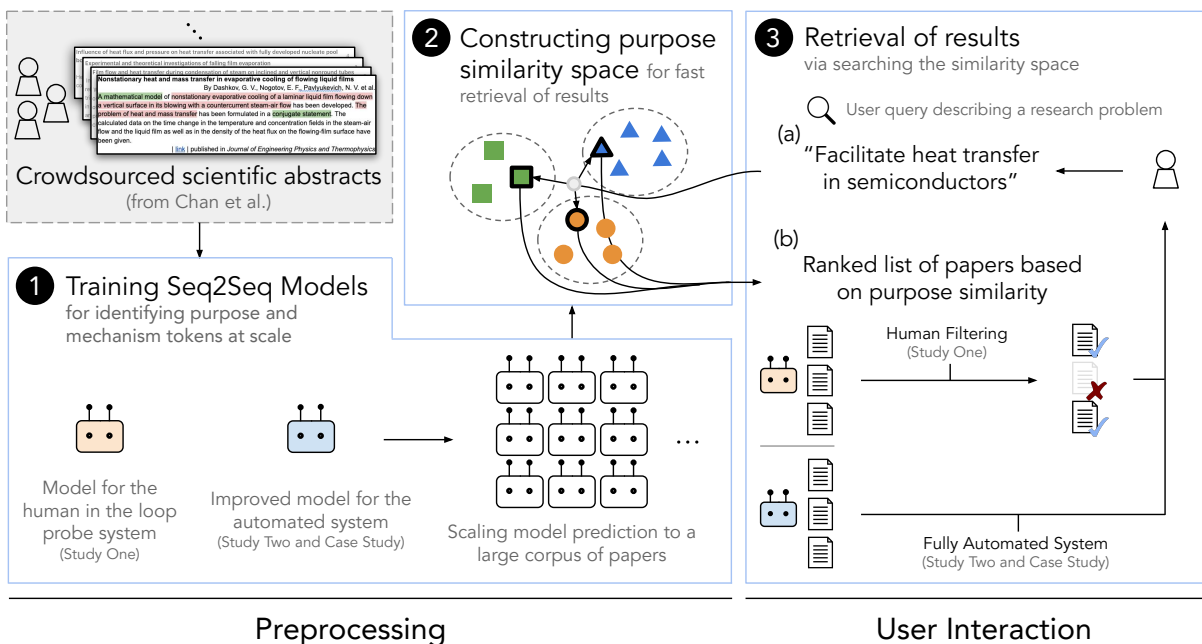 Influence of heat flux and pressure on heat transfer associated with fully developed nucleate pool
Experimental and theoretical investigations of falling film evaporation
Film flow and heat transfer during condensation of steam on inclined and vertical nonround tubes
Nonstationary heat and mass transfer in evaporative cooling of flowing liquid films
By Dashkov, G. V., Nogotov, E. F., Pavlyukevich, N. V. et al.
A mathematical model of nonstationary evaporative cooling of a laminar liquid film flowing down
a vertical surface in its blowing with a countercurrent steam-air flow has been developed. The
problem of heat and mass transfer has been formulated in a conjugate statement. The
calculated data on the time change in the temperature and concentration fields in the steam-air
flow and the liquid film as well as in the density of the heat flux on the flowing-film surface have
been given.
| link | published in Journal of Engineering Physics and Thermophysics
Crowdsourced scientific abstracts
(from Chan et al.)
1 Training Seq2Seq Models
for identifying purpose and
mechanism tokens at scale
Model for the
human in the loop
probe system
(Study One)
Improved model for the
automated system
(Study Two and Case Study)
...
Scaling model prediction to a
large corpus of papers
2 Constructing purpose
similarity space for fast
retrieval of results
3 Retrieval of results
via searching the similarity space
User query describing a research problem
(a)
“Facilitate heat transfer
in semiconductors”
(b)
Ranked list of papers based
on purpose similarity
Human Filtering
(Study One)
Fully Automated System
(Study Two and Case Study)
Preprocessing
User Interaction